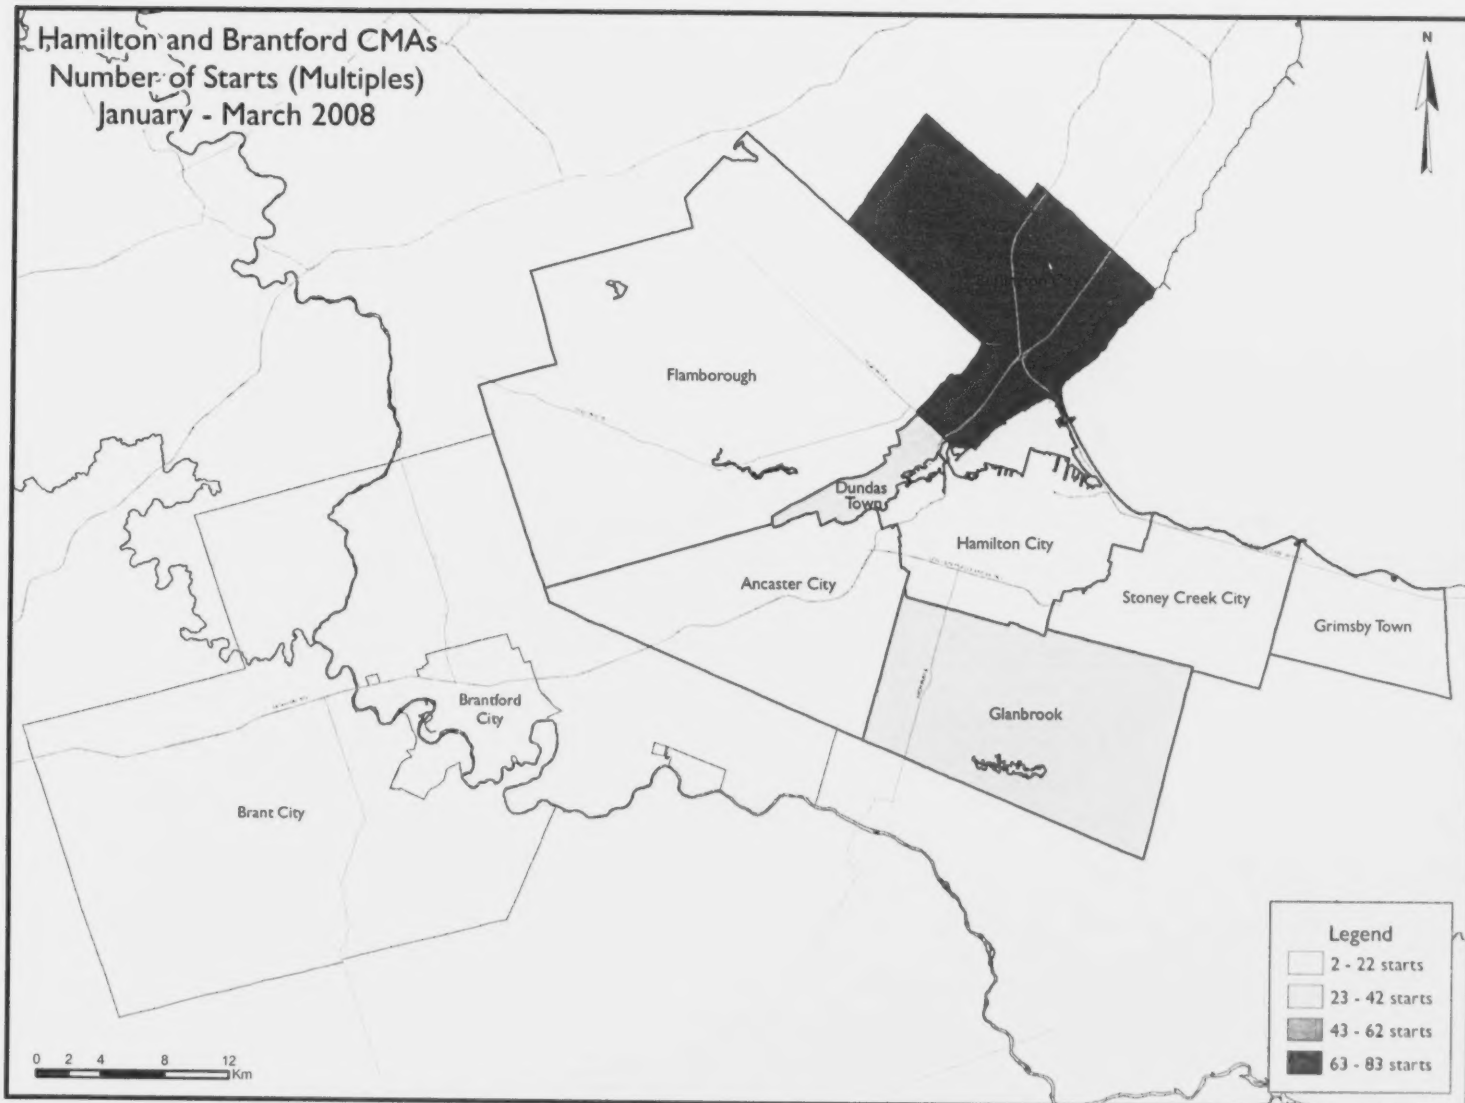 Hamilton and Brantford CMAs
Number of Starts (Multiples)
January - March 2008
N
Flamborough
Dundas
Town
Hamilton City
Ancaster City
Stoney Creek City
Grimsby Town
Brantford
City
Glanbrook
Brant City
Legend
2 - 22 starts
23 - 42 starts
43 - 62 starts
63 - 83 starts
0 2 4 8 12
Km